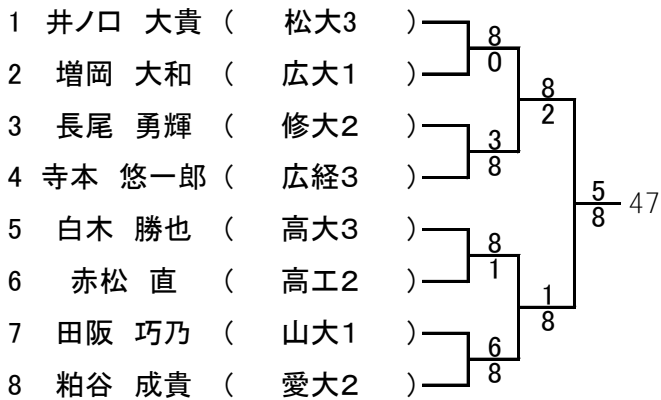 1 井ノ口 大貴 ( 松大3 )
8
0
2 増岡 大和 ( 広大1 )
8
2
3 長尾 勇輝 ( 修大2 )
3
8
4 寺本 悠一郎 ( 広経3 )
5
8
47
5 白木 勝也 ( 高大3 )
8
1
6 赤松 直 ( 高工2 )
1
8
7 田阪 巧乃 ( 山大1 )
6
8
8 粕谷 成貴 ( 愛大2 )